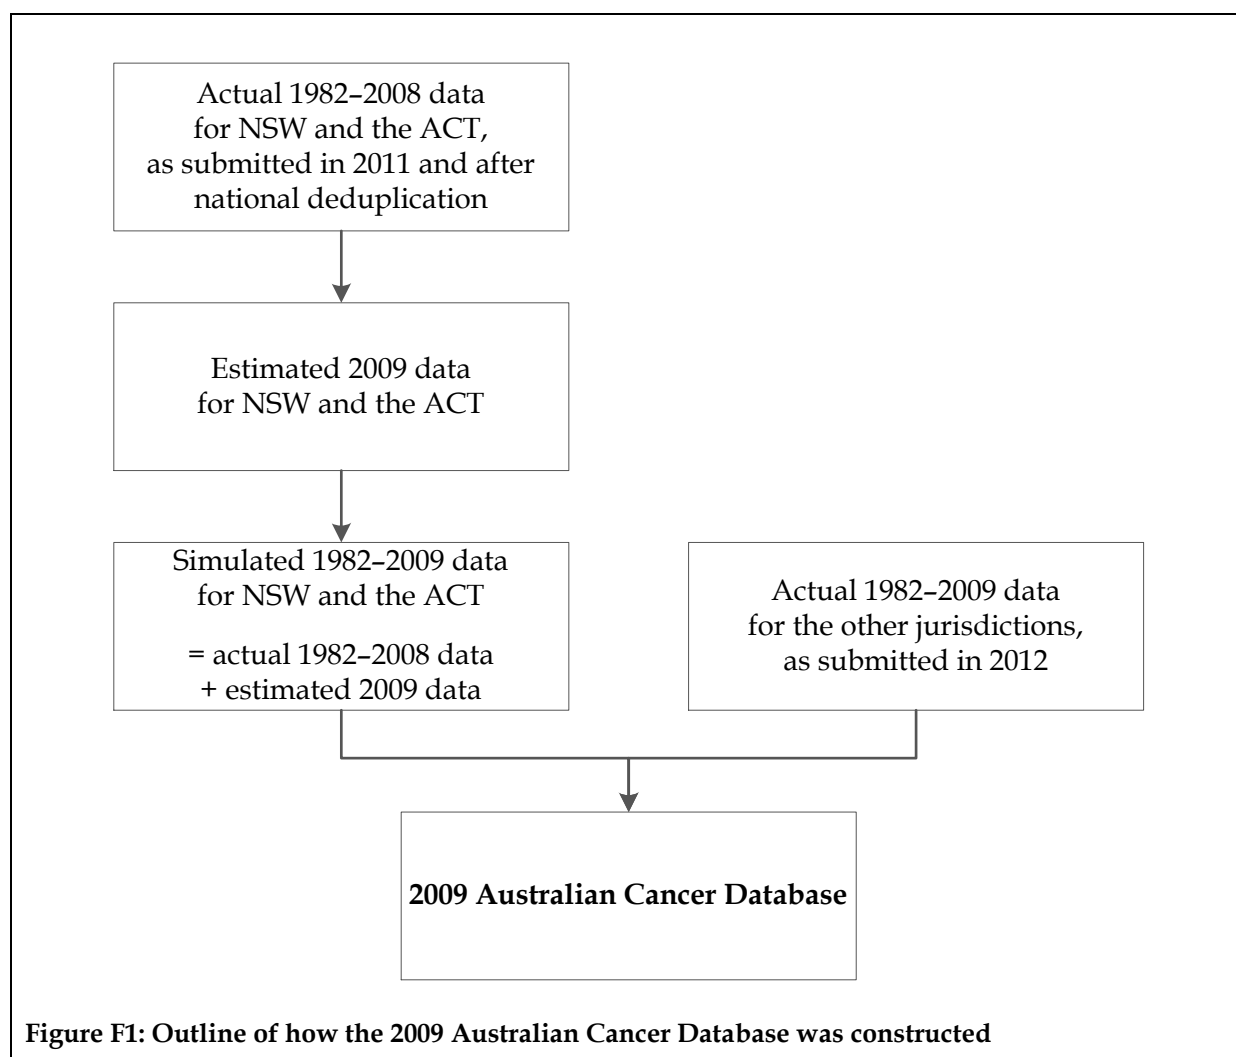 Actual 1982–2008 data
for NSW and the ACT,
as submitted in 2011 and after
national deduplication
Estimated 2009 data
for NSW and the ACT
Simulated 1982–2009 data
for NSW and the ACT
= actual 1982–2008 data
+ estimated 2009 data
Actual 1982–2009 data
for the other jurisdictions,
as submitted in 2012
2009 Australian Cancer Database
Figure F1: Outline of how the 2009 Australian Cancer Database was constructed